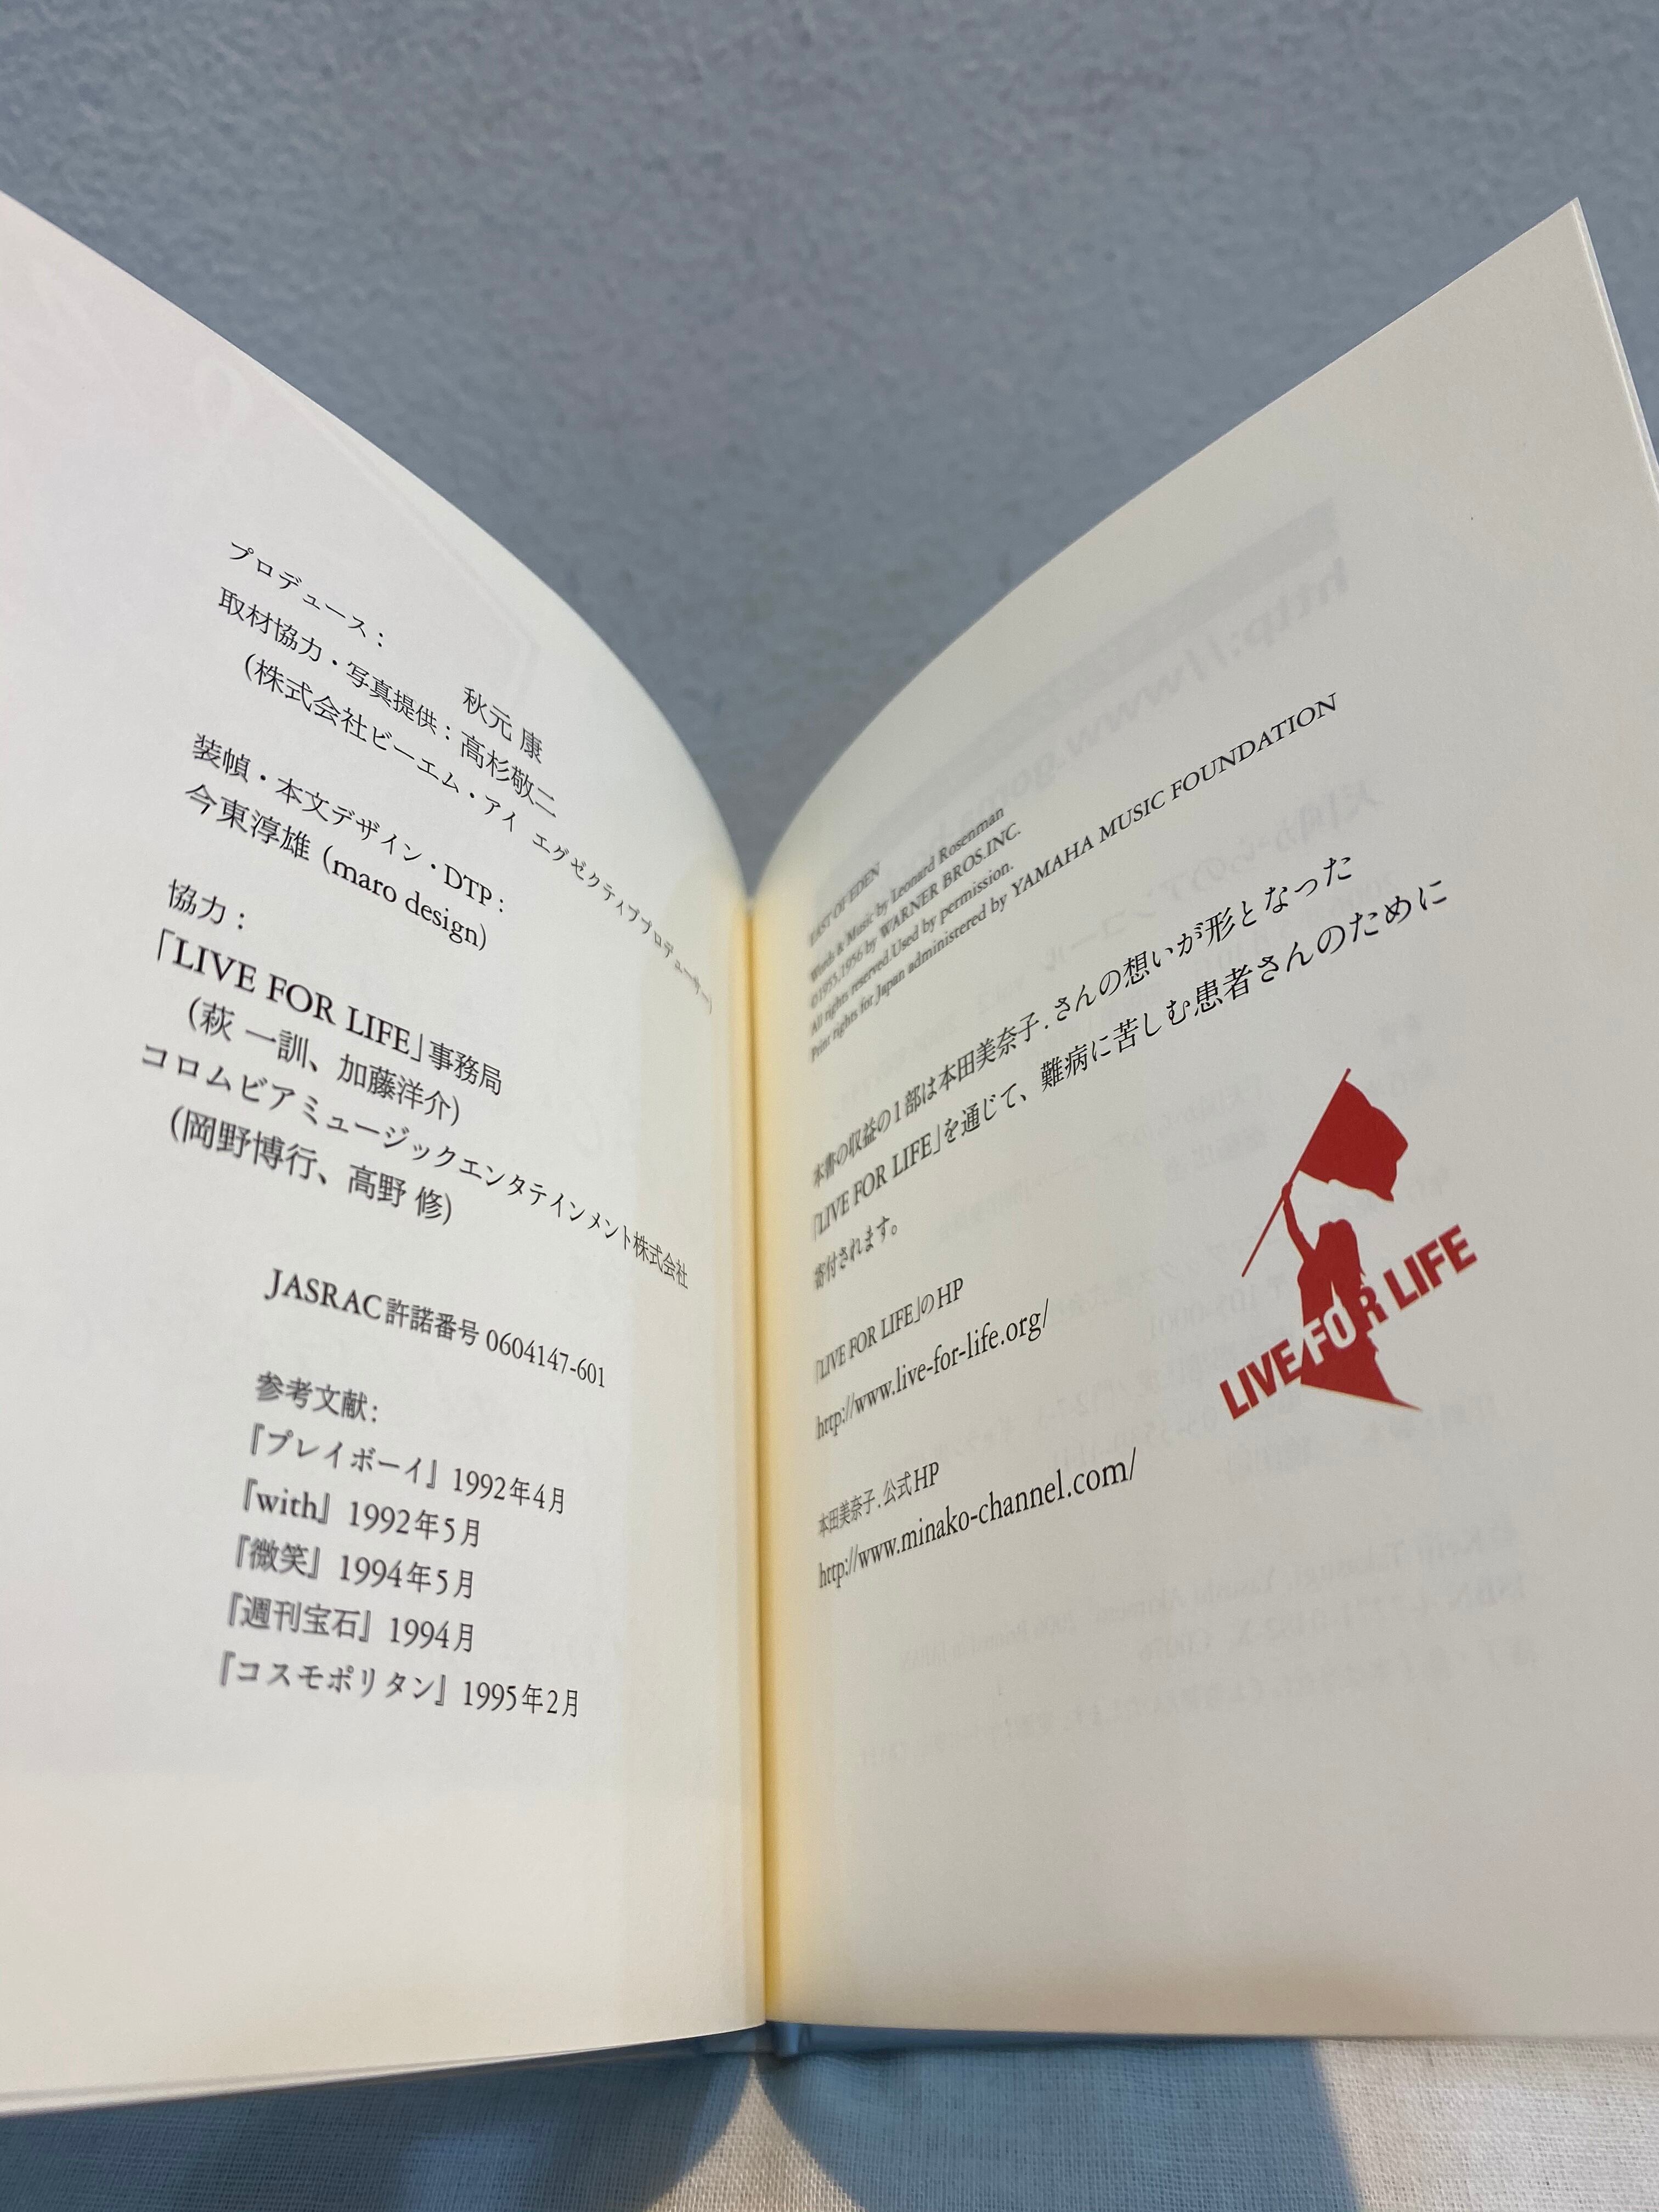 プロデュース：
秋元 康
取材協力・写真提供：高杉敬二
(株式会社ビーエム・アイ エグゼクティブプロデューサー)
装幀・本文デザイン・DTP：
今東淳雄 (maro design)
協力：
「LIVE FOR LIFE」事務局
(萩 一訓、加藤洋介)
コロムビアミュージックエンタテインメント株式会社
(岡野博行、高野 修)
JASRAC許諾番号 0604147-601
参考文献：
『プレイボーイ』1992年4月
『with』1992年5月
『微笑』1994年5月
『週刊宝石』1994月
『コスモポリタン』1995年2月
EAST OF EDEN
Words & Music by Leonard Rosenman
©1955,1956 by WARNER BROS.INC.
All rights reserved.Used by permission.
Print rights for Japan administered by YAMAHA MUSIC FOUNDATION
本書の収益の1部は本田美奈子.さんの想いが形となった
「LIVE FOR LIFE」を通じて、難病に苦しむ患者さんのために
寄付されます。
「LIVE FOR LIFE」のHP
http://www.live-for-life.org/
本田美奈子.公式HP
http://www.minako-channel.com/
LIVE FOR LIFE